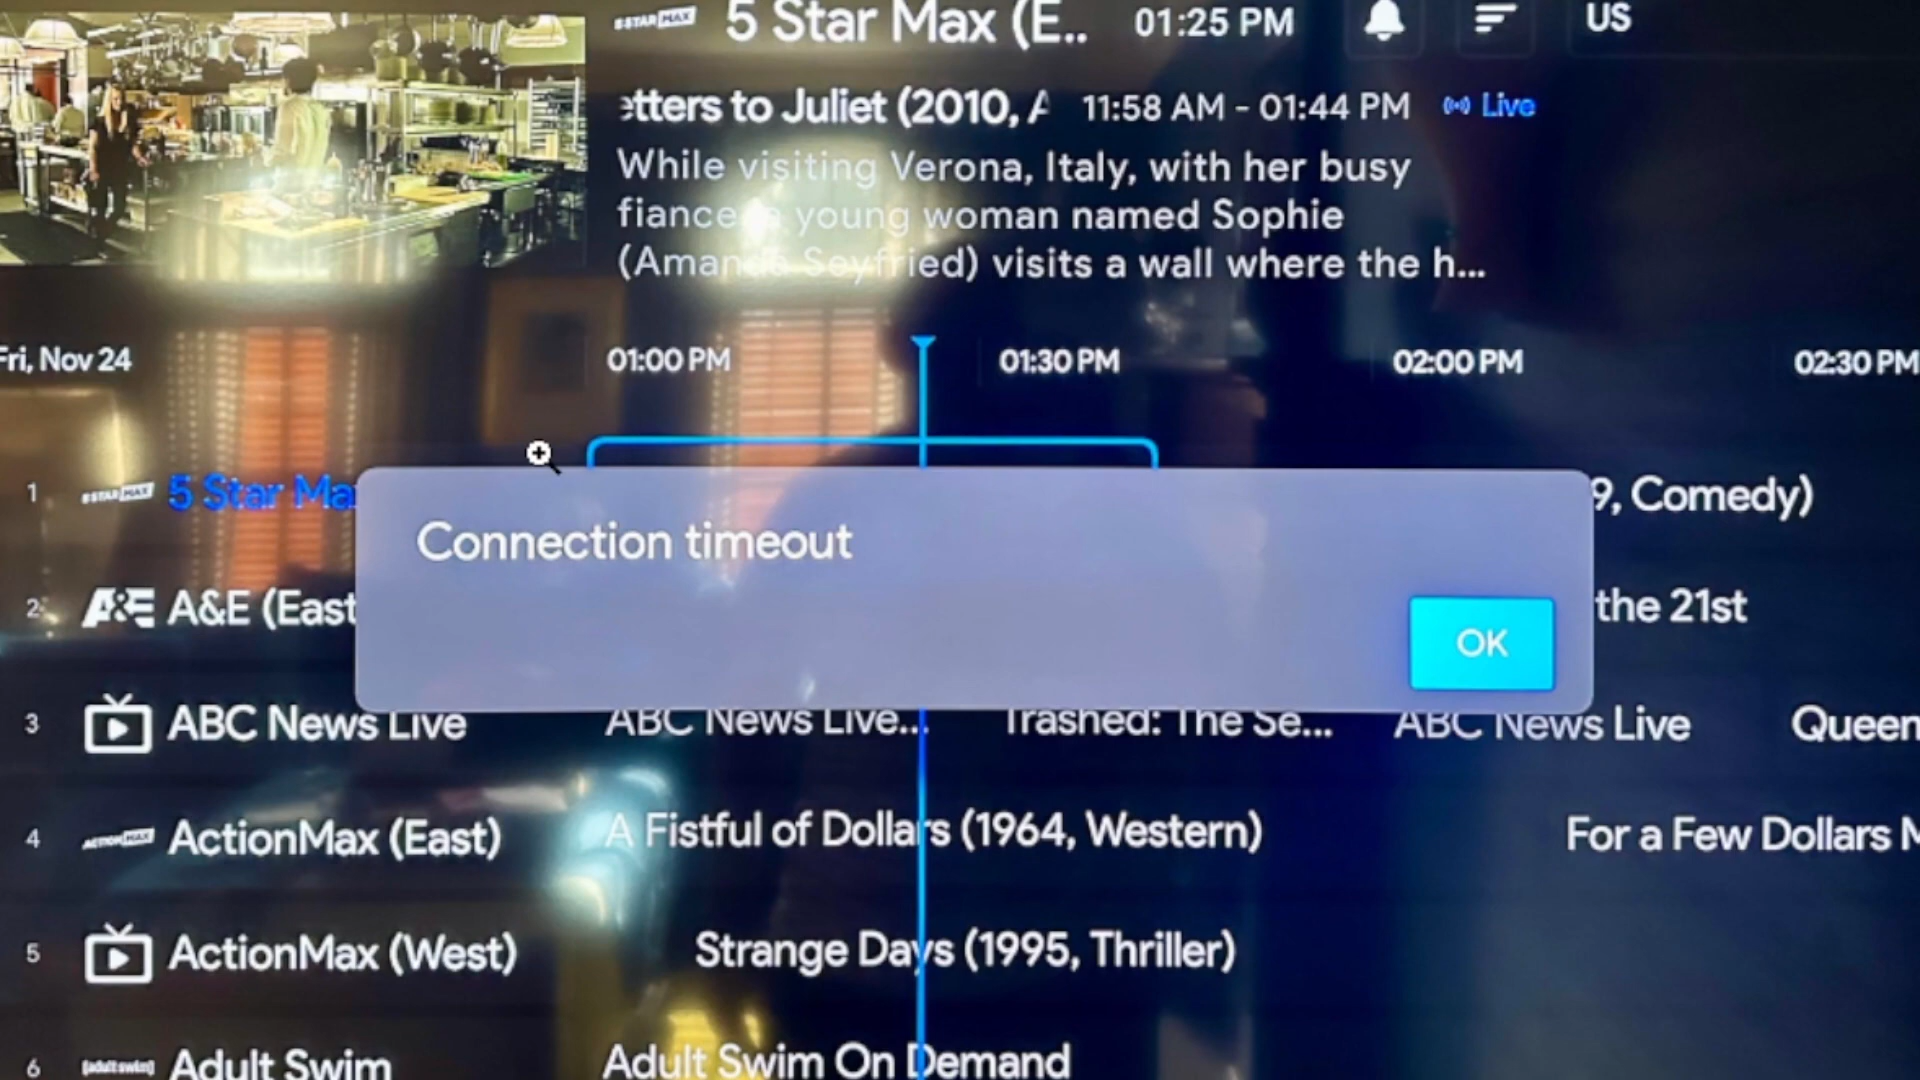 5STARMAX 5 Star Max (E.. 01:25 PM US
etters to Juliet (2010, A 11:58 AM - 01:44 PM Live
While visiting Verona, Italy, with her busy
fiance, a young woman named Sophie
(Amanda Seyfried) visits a wall where the h...
Fri, Nov 24 01:00 PM 01:30 PM 02:00 PM 02:30 PM
1 5STARMAX 5 Star Ma 9, Comedy)
Connection timeout
2 A&E A&E (East the 21st
OK
3 ABC News Live ABC News Live... Trashed: The Se... ABC News Live Queen
4 ACTIONMAX ActionMax (East) A Fistful of Dollars (1964, Western) For a Few Dollars M
5 ActionMax (West) Strange Days (1995, Thriller)
6 [adult swim] Adult Swim Adult Swim On Demand